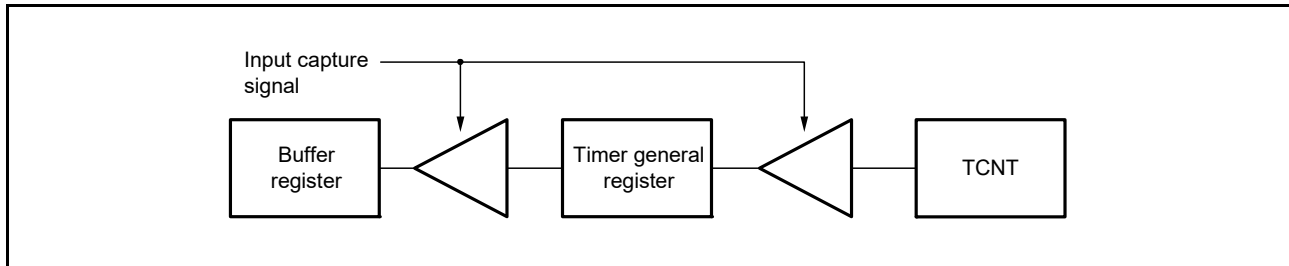 Input capture
signal
Buffer
register
Timer general
register
TCNT